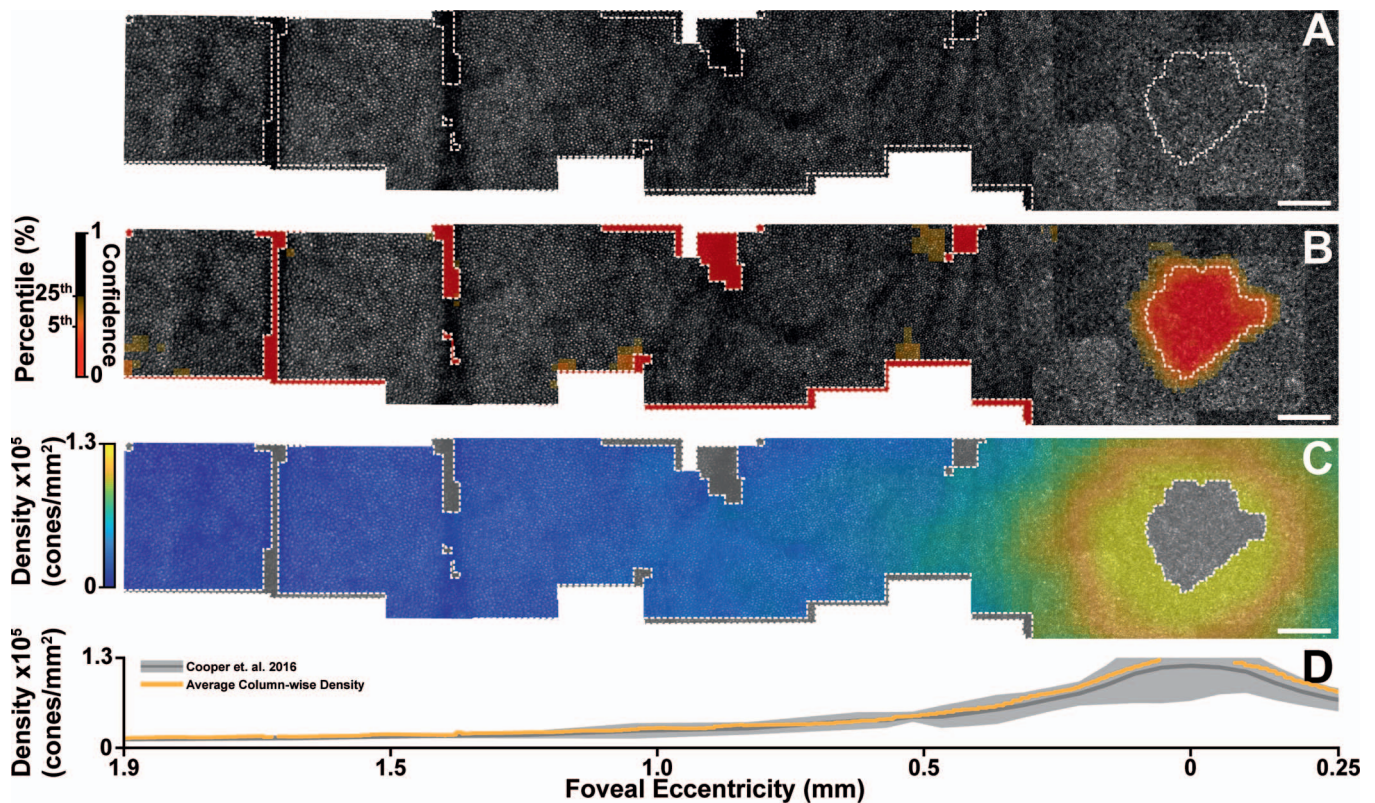 A
B
Percentile (%)
1
25th
5th
0
Confidence
C
Density x10⁵
(cones/mm²)
1.3
0
D
Density x10⁵
(cones/mm²)
1.3
0
Cooper et. al. 2016
Average Column-wise Density
1.9
1.5
1.0
0.5
0
0.25
Foveal Eccentricity (mm)